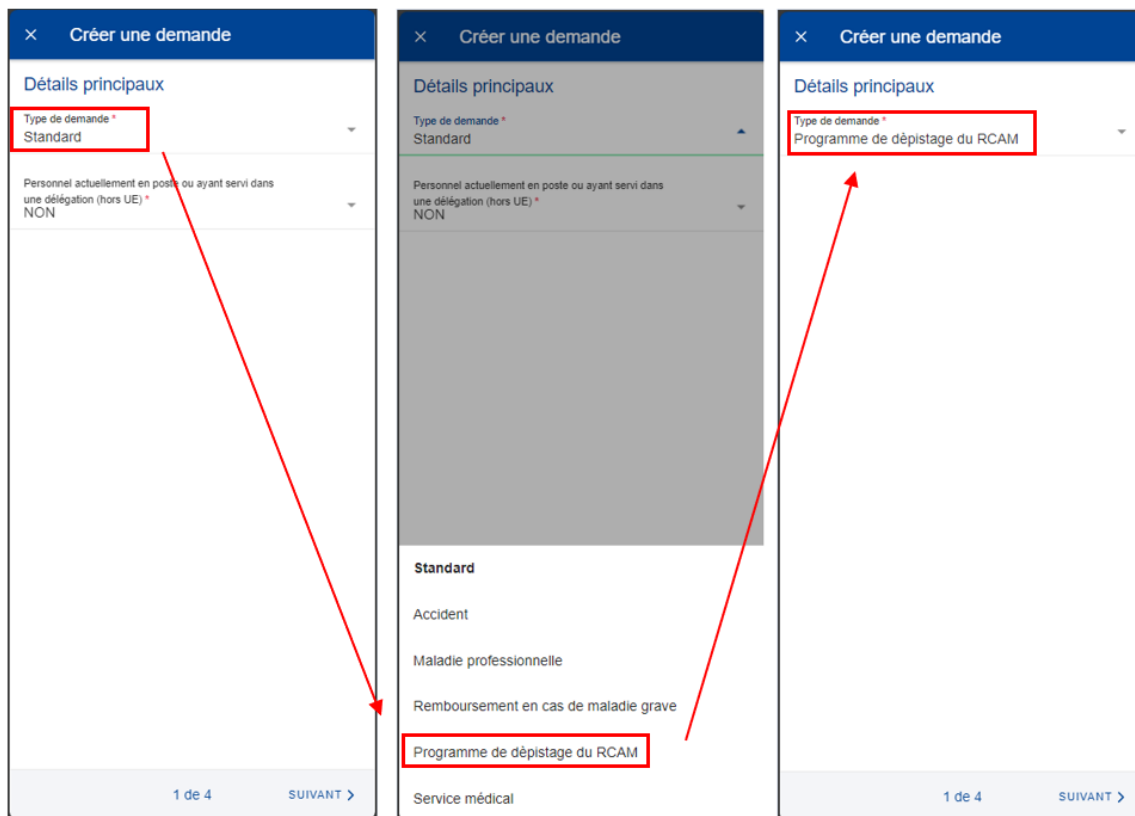 × Créer une demande
Détails principaux
Type de demande *
Standard
Personnel actuellement en poste ou ayant servi dans
une délégation (hors UE) *
NON
1 de 4 SUIVANT >
× Créer une demande
Détails principaux
Type de demande *
Standard
Personnel actuellement en poste ou ayant servi dans
une délégation (hors UE) *
NON
Standard
Accident
Maladie professionnelle
Remboursement en cas de maladie grave
Programme de dèpistage du RCAM
Service médical
× Créer une demande
Détails principaux
Type de demande *
Programme de dèpistage du RCAM
1 de 4 SUIVANT >